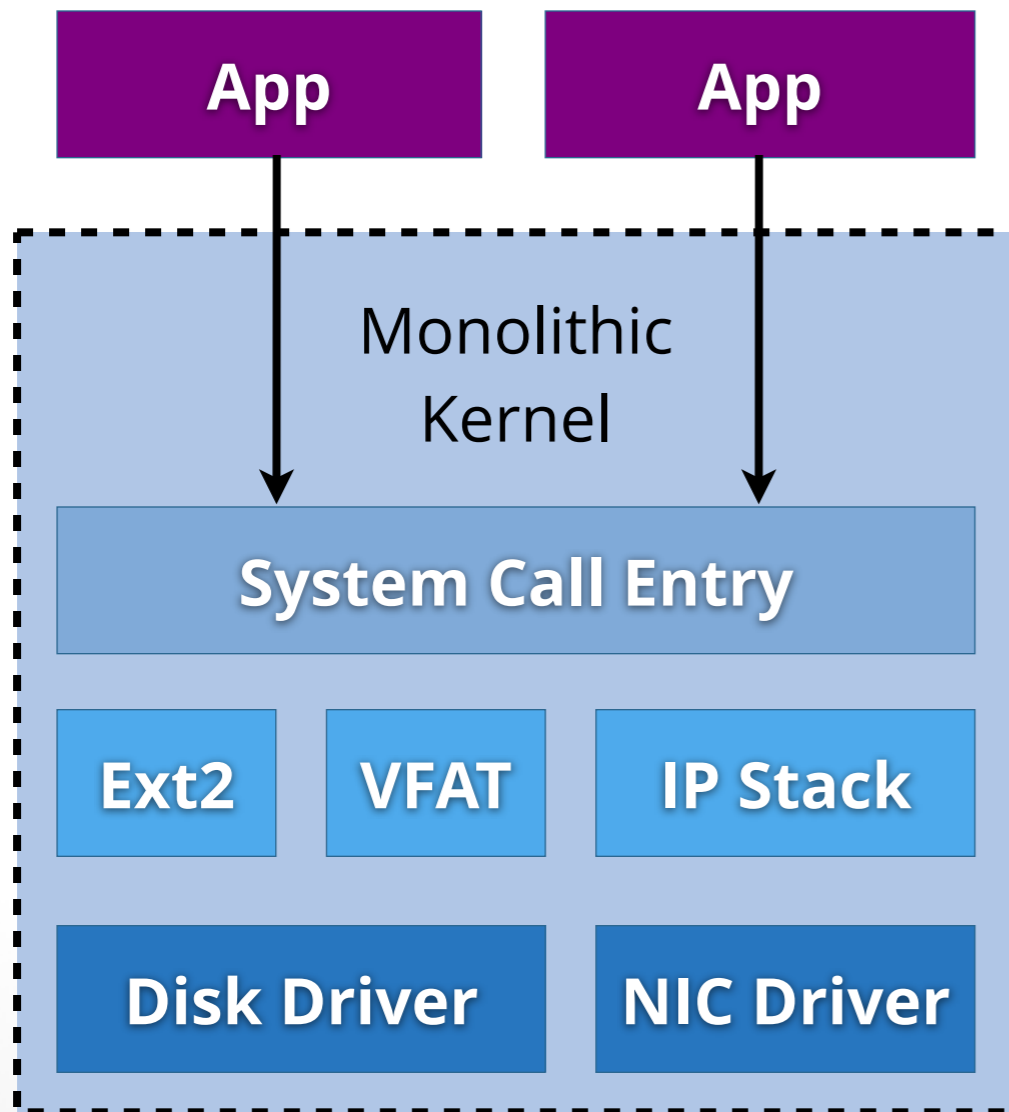 App
App
Monolithic
Kernel
System Call Entry
Ext2
VFAT
IP Stack
Disk Driver
NIC Driver